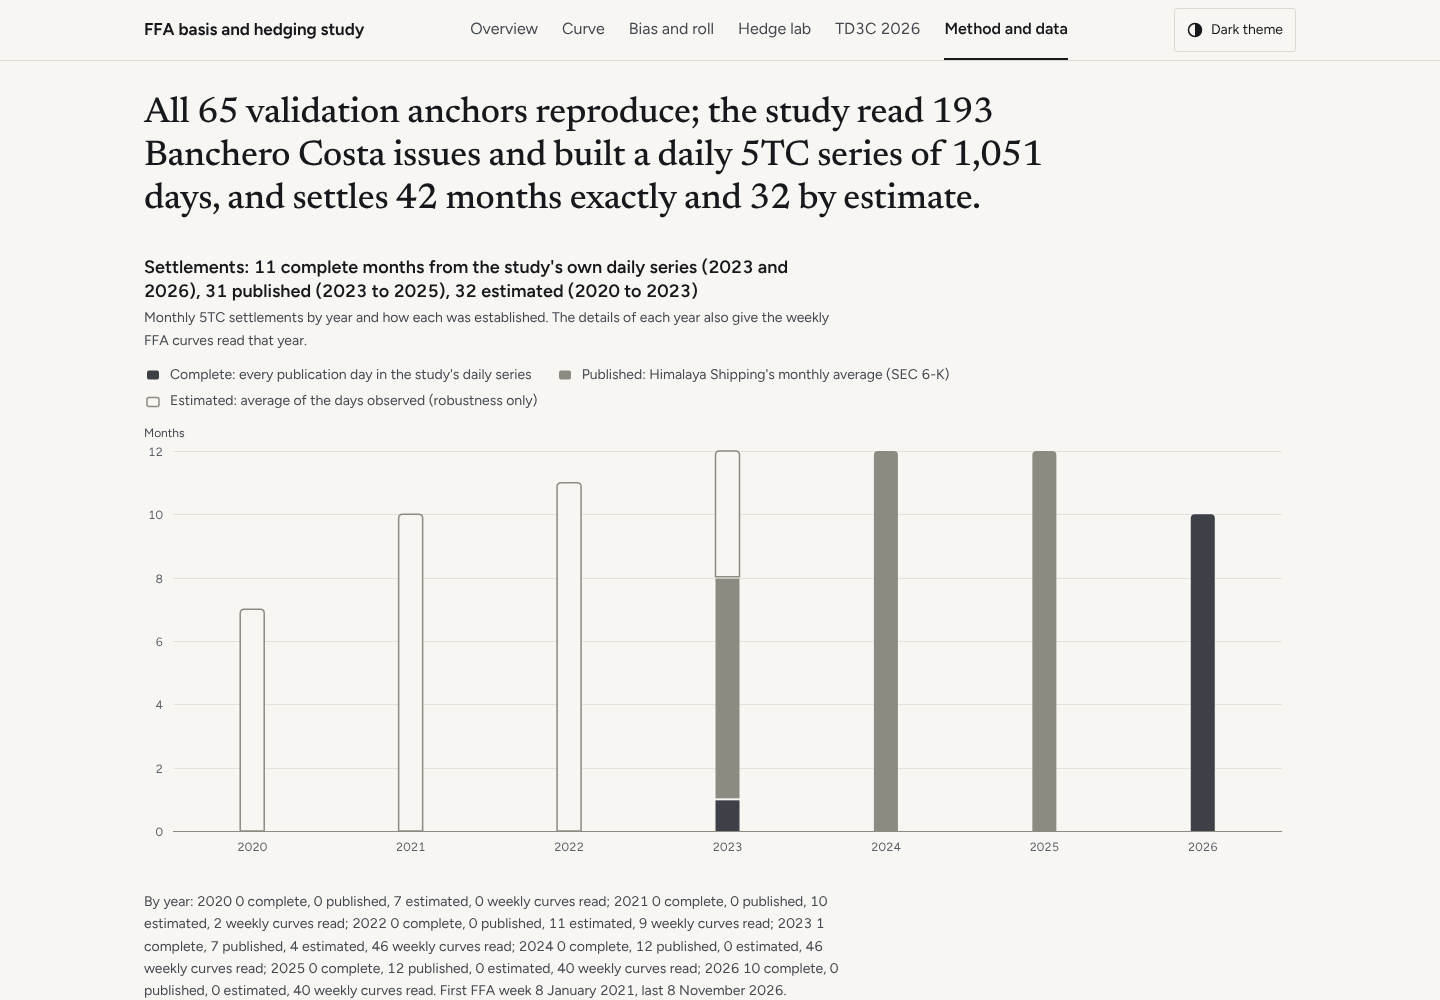 FFA basis and hedging study
Overview
Curve
Bias and roll
Hedge lab
TD3C 2026
Method and data
Dark theme
All 65 validation anchors reproduce; the study read 193
Banchero Costa issues and built a daily 5TC series of 1,051
days, and settles 42 months exactly and 32 by estimate.
Settlements: 11 complete months from the study's own daily series (2023 and
2026), 31 published (2023 to 2025), 32 estimated (2020 to 2023)
Monthly 5TC settlements by year and how each was established. The details of each year also give the weekly
FFA curves read that year.
Complete: every publication day in the study's daily series
Published: Himalaya Shipping's monthly average (SEC 6-K)
Estimated: average of the days observed (robustness only)
Months
12
10
8
6
4
2
0
2020
2021
2022
2023
2024
2025
2026
By year: 2020 0 complete, 0 published, 7 estimated, 0 weekly curves read; 2021 0 complete, 0 published, 10
estimated, 2 weekly curves read; 2022 0 complete, 0 published, 11 estimated, 9 weekly curves read; 2023 1
complete, 7 published, 4 estimated, 46 weekly curves read; 2024 0 complete, 12 published, 0 estimated, 46
weekly curves read; 2025 0 complete, 12 published, 0 estimated, 40 weekly curves read; 2026 10 complete, 0
published, 0 estimated, 40 weekly curves read. First FFA week 8 January 2021, last 8 November 2026.